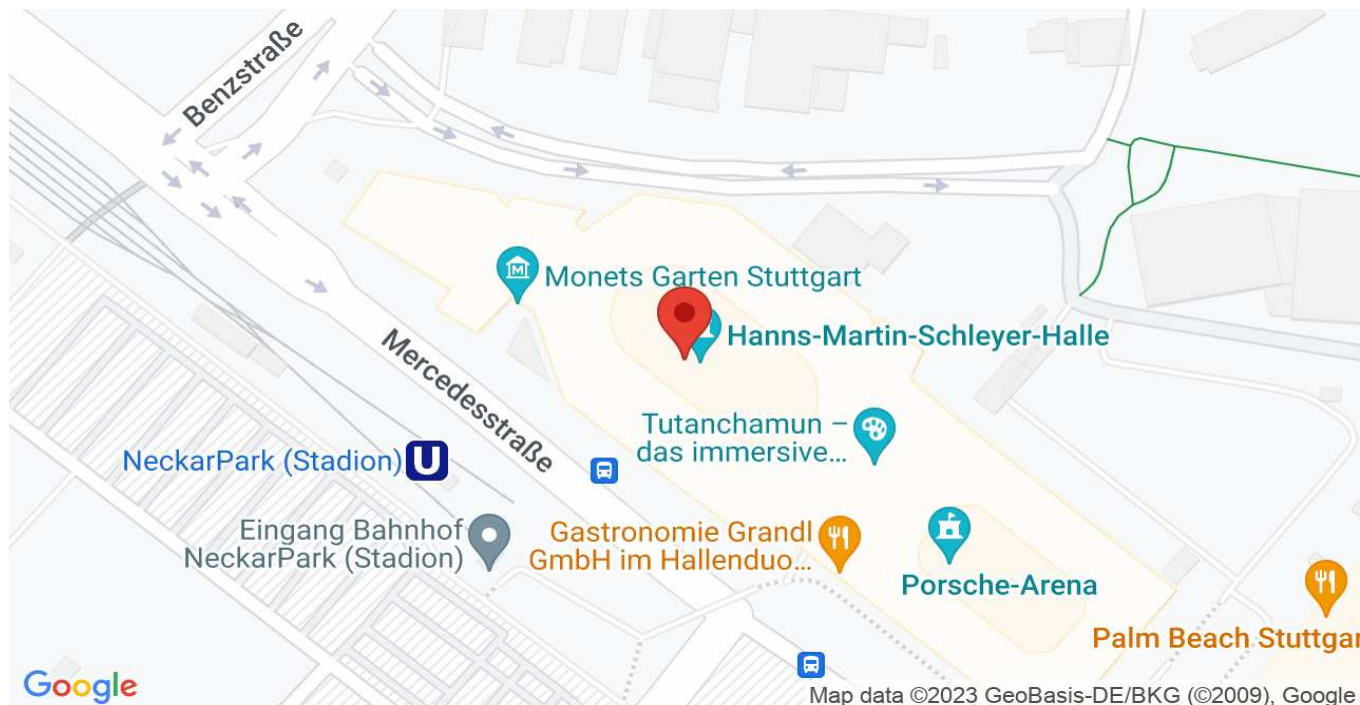 Benzstraße
Monets Garten Stuttgart
Hanns-Martin-Schleyer-Halle
Mercedesstraße
Tutanchamun –
das immersive...
NeckarPark (Stadion) U
Eingang Bahnhof
NeckarPark (Stadion)
Gastronomie Grandl
GmbH im Hallenduo...
Porsche-Arena
Palm Beach Stuttgar
Google
Map data ©2023 GeoBasis-DE/BKG (©2009), Google